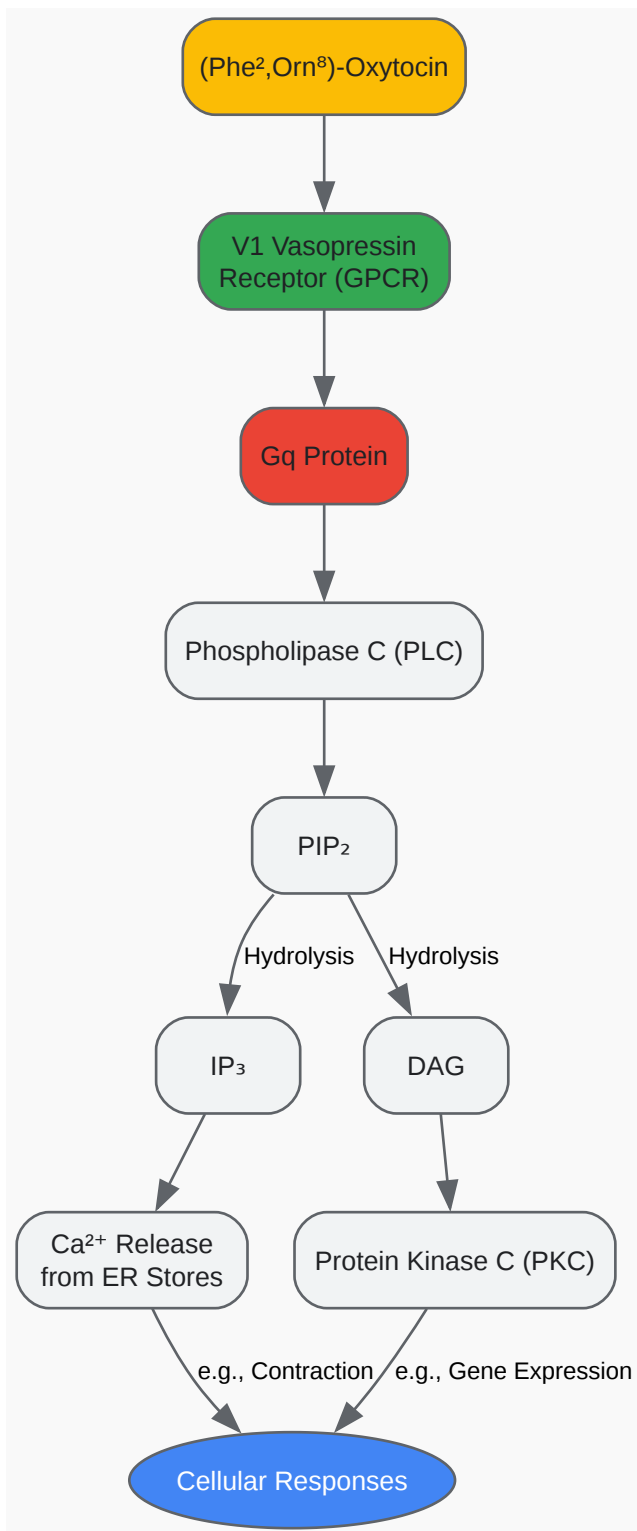 (Phe²,Orn⁸)-Oxytocin
V1 Vasopressin
Receptor (GPCR)
Gq Protein
Phospholipase C (PLC)
PIP₂
Hydrolysis
Hydrolysis
IP₃
DAG
Ca²⁺ Release
from ER Stores
Protein Kinase C (PKC)
e.g., Contraction
e.g., Gene Expression
Cellular Responses